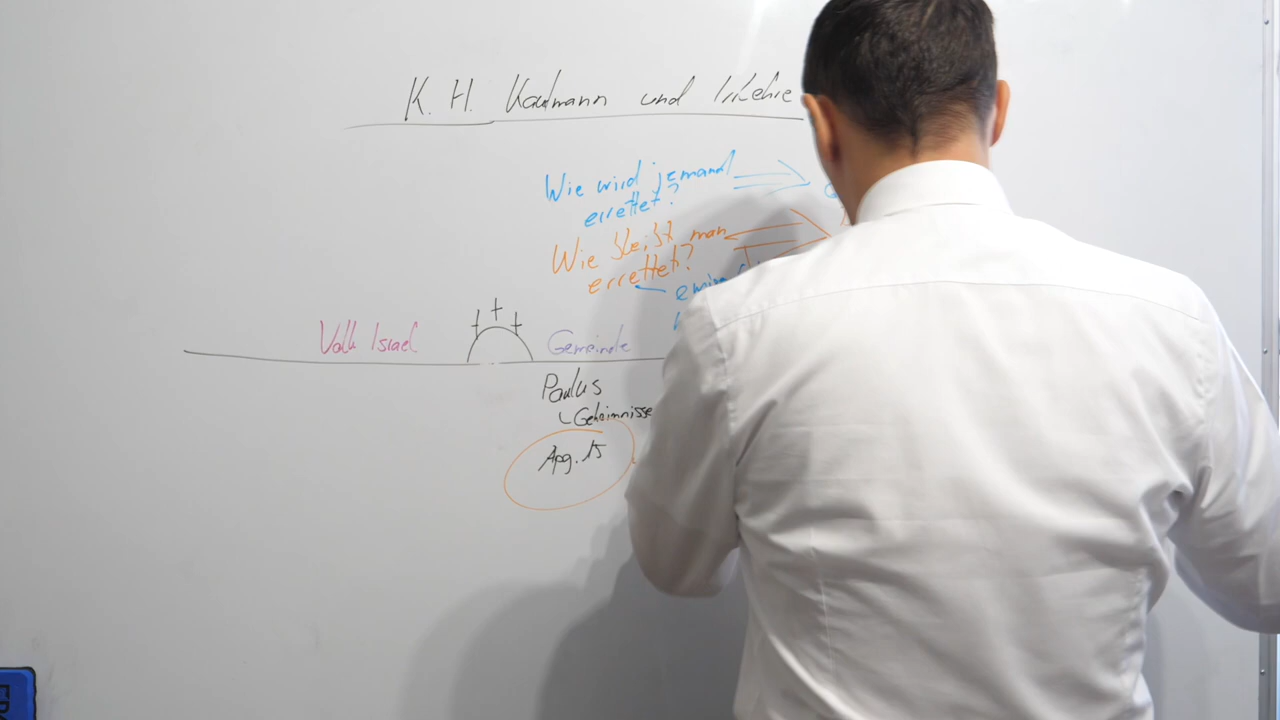 K. H. Kaufmann und Irrlehre
Wie wird jemand
errettet?
Wie bleibt man
errettet?
Volk Israel
Gemeinde
Paulus
Geheimnisse
Apg. 15